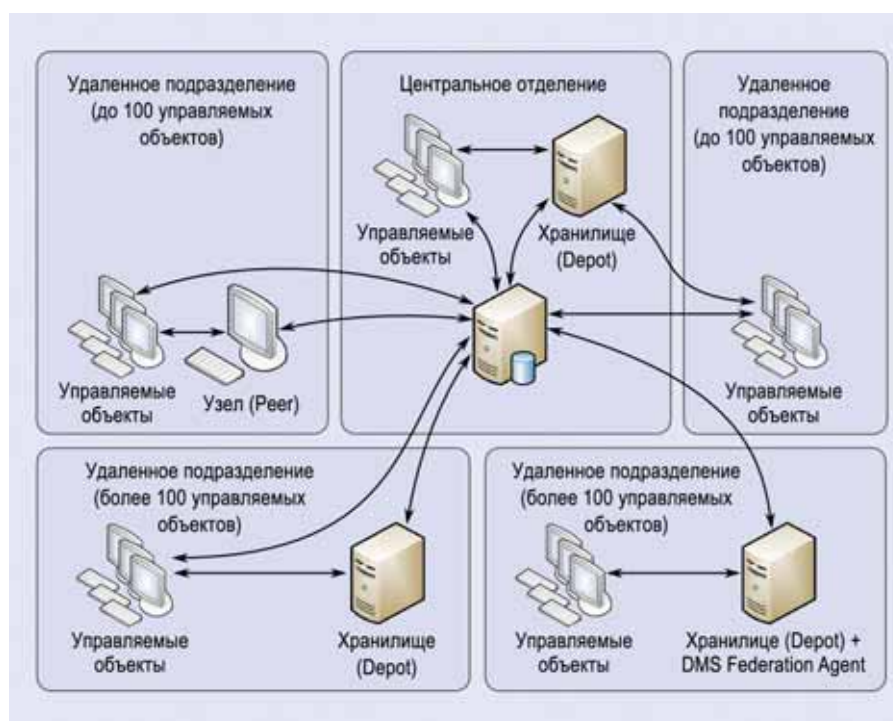 Удаленное подразделение
(до 100 управляемых
объектов)
Центральное отделение
Удаленное
подразделение
(до 100 управляемых
объектов)
Управляемые
объекты
Хранилище
(Depot)
Управляемые
объекты
Узел (Peer)
Управляемые
объекты
Удаленное подразделение
(более 100 управляемых
объектов)
Удаленное подразделение
(более 100 управляемых
объектов)
Управляемые
объекты
Хранилище
(Depot)
Управляемые
объекты
Хранилице (Depot) +
DMS Federation Agent